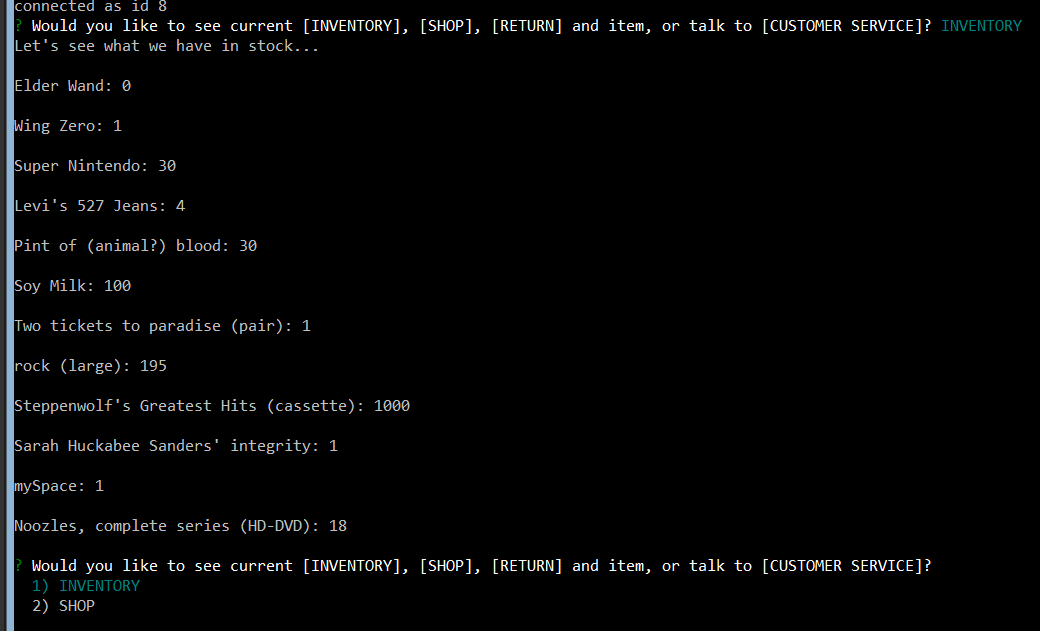 connected as id 8
? Would you like to see current [INVENTORY], [SHOP], [RETURN] and item, or talk to [CUSTOMER SERVICE]? INVENTORY
Let's see what we have in stock...
Elder Wand: 0
Wing Zero: 1
Super Nintendo: 30
Levi's 527 Jeans: 4
Pint of (animal?) blood: 30
Soy Milk: 100
Two tickets to paradise (pair): 1
rock (large): 195
Steppenwolf's Greatest Hits (cassette): 1000
Sarah Huckabee Sanders' integrity: 1
mySpace: 1
Noozles, complete series (HD-DVD): 18
? Would you like to see current [INVENTORY], [SHOP], [RETURN] and item, or talk to [CUSTOMER SERVICE]?
1) INVENTORY
2) SHOP